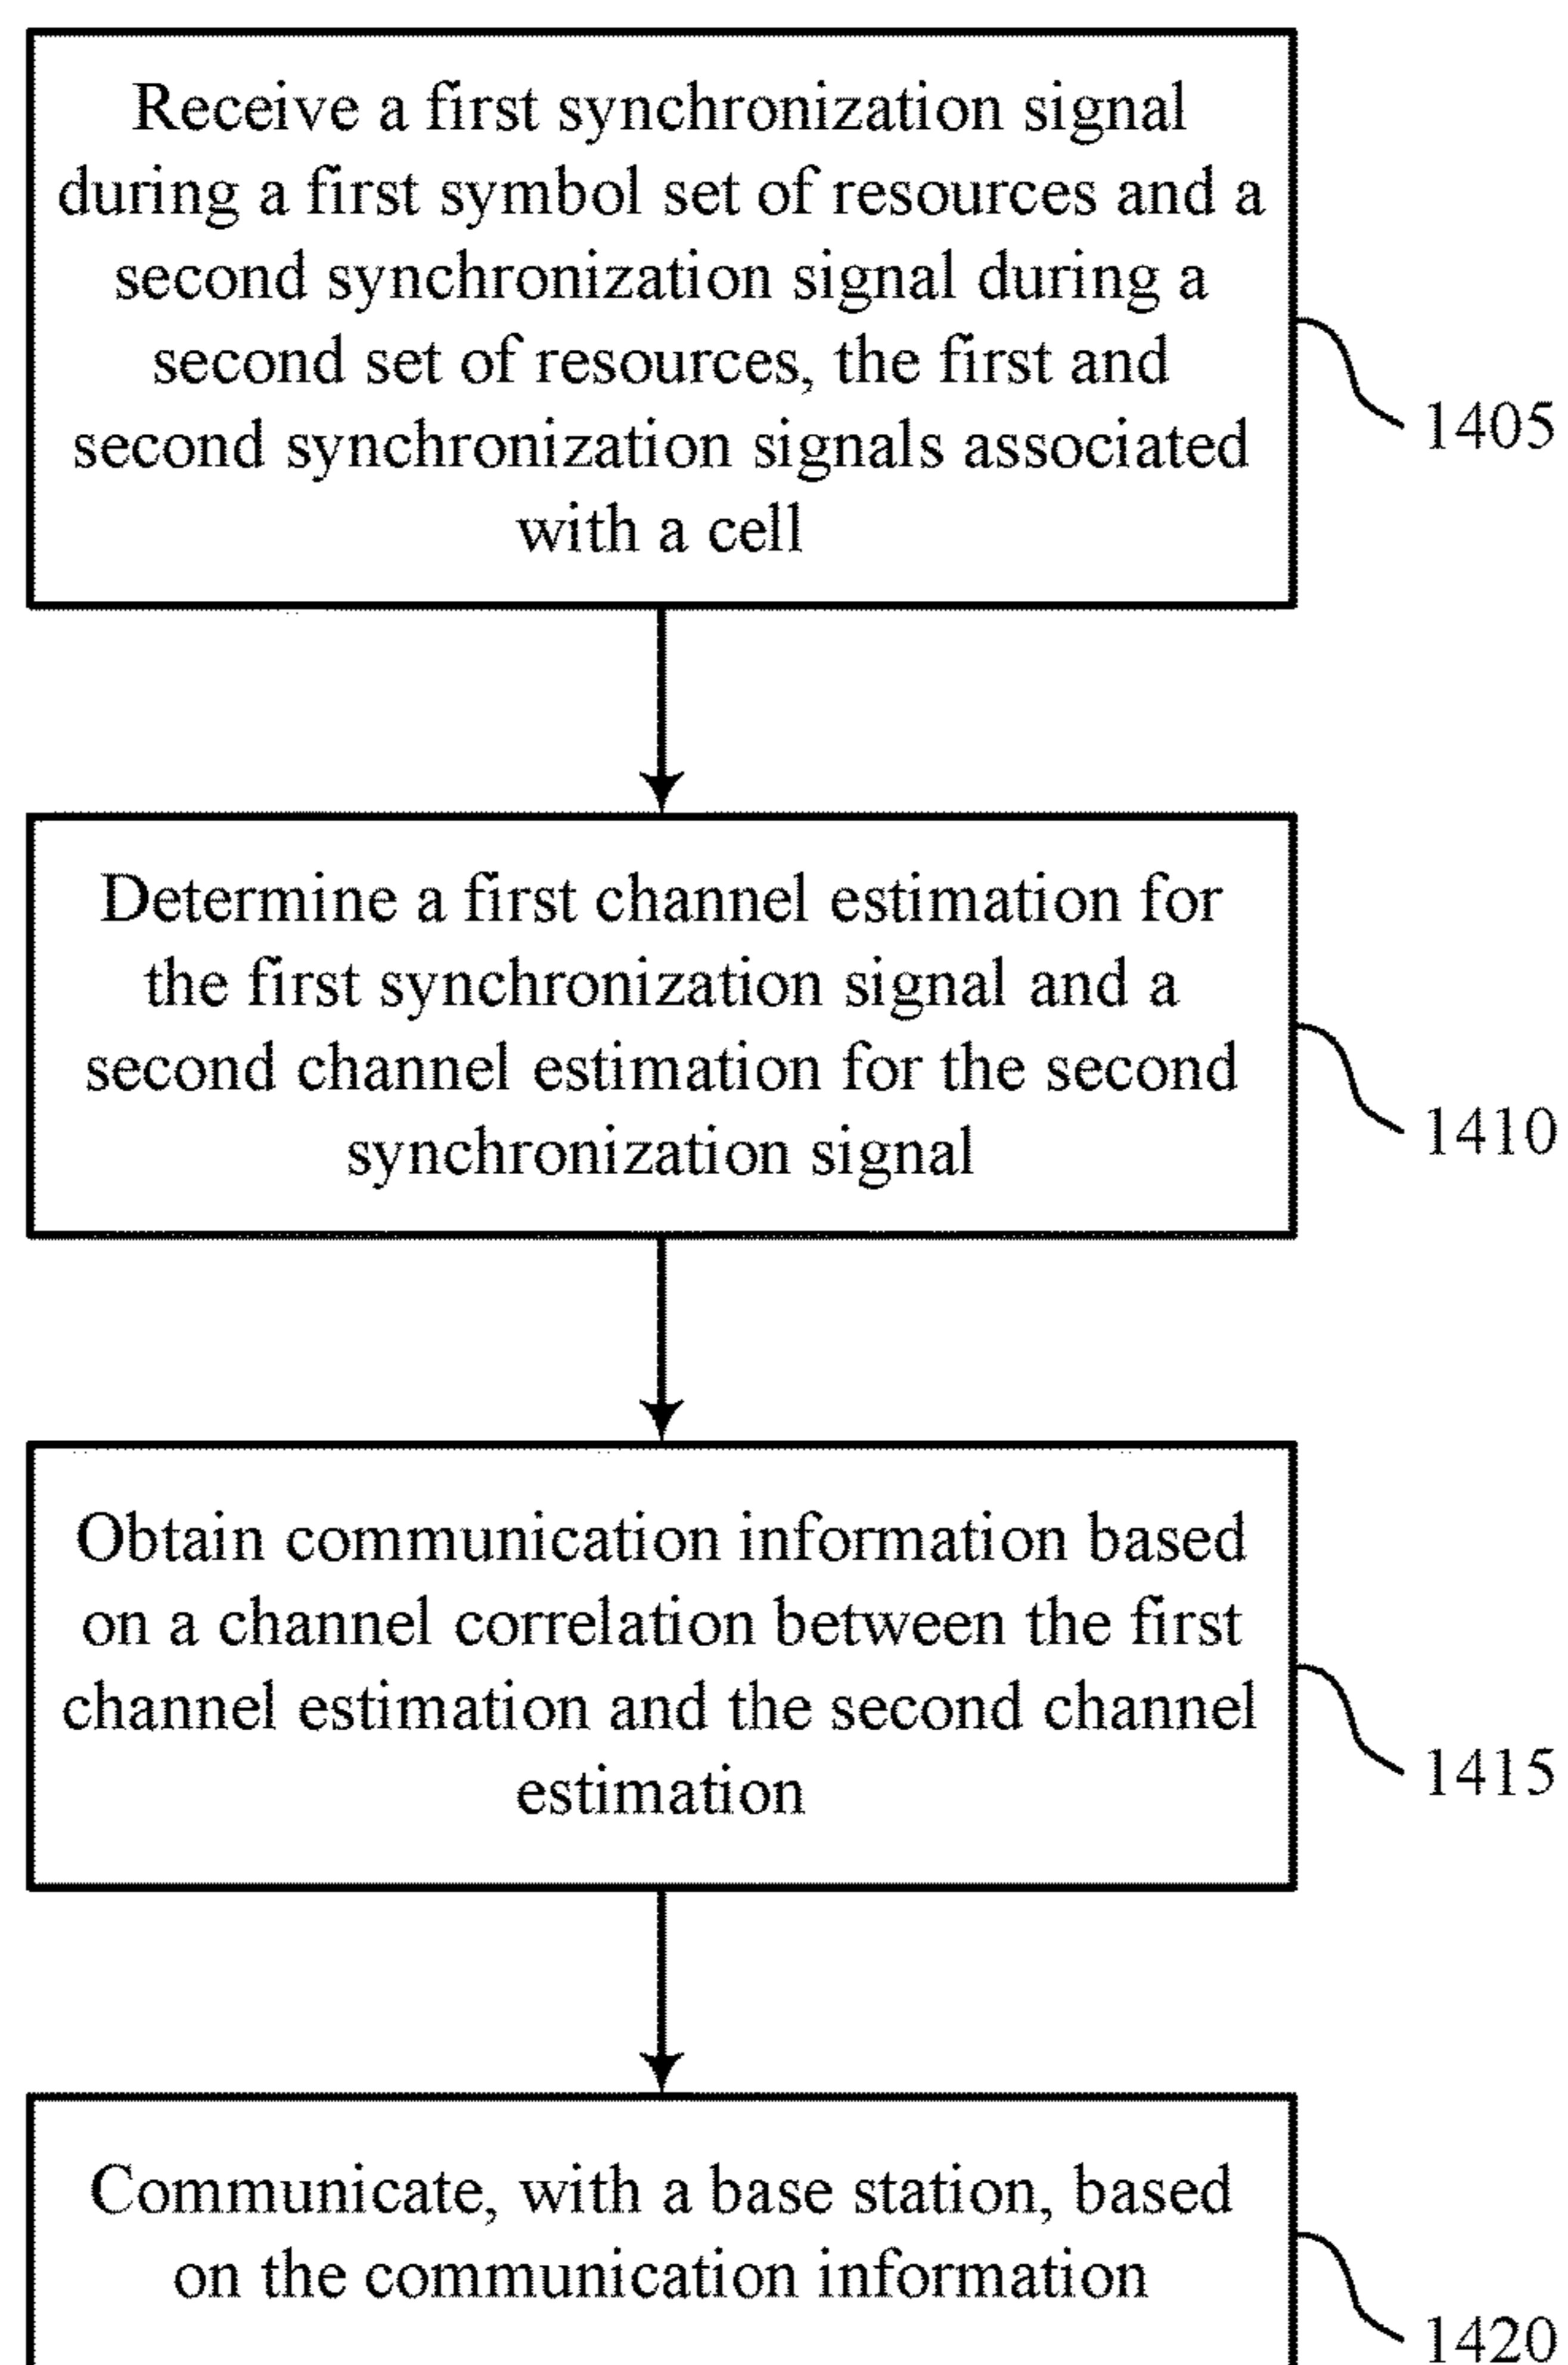 Receive a first synchronization signal
during a first symbol set of resources and a
second synchronization signal during a
second set of resources, the first and
second synchronization signals associated
with a cell
1405
Determine a first channel estimation for
the first synchronization signal and a
second channel estimation for the second
synchronization signal
1410
Obtain communication information based
on a channel correlation between the first
channel estimation and the second channel
estimation
1415
Communicate, with a base station, based
on the communication information
1420